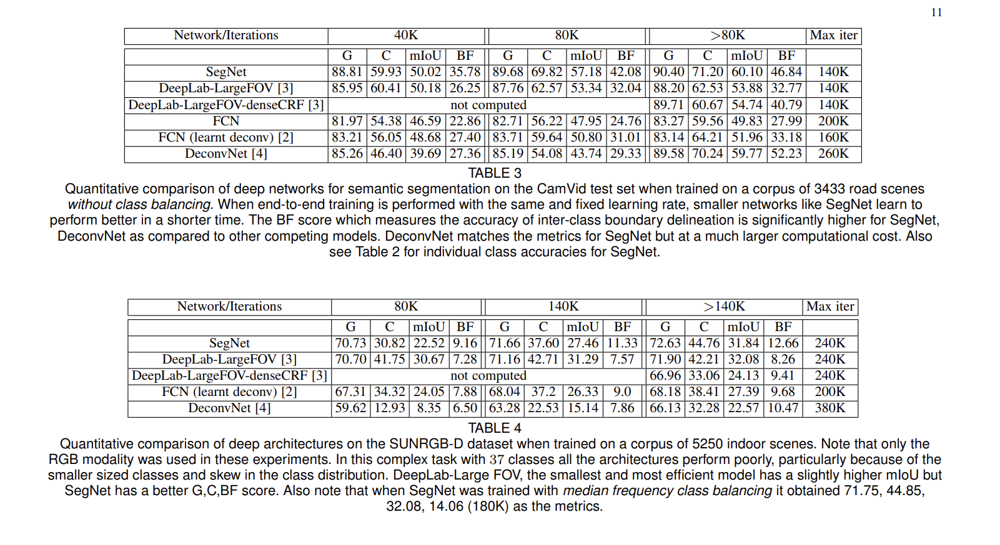 11
Network/Iterations 40K 80K >80K Max iter
G C mIoU BF G C mIoU BF G C mIoU BF
SegNet 88.81 59.93 50.02 35.78 89.68 69.82 57.18 42.08 90.40 71.20 60.10 46.84 140K
DeepLab-LargeFOV [3] 85.95 60.41 50.18 26.25 87.76 62.57 53.34 32.04 88.20 62.53 53.88 32.77 140K
DeepLab-LargeFOV-denseCRF [3] not computed 89.71 60.67 54.74 40.79 140K
FCN 81.97 54.38 46.59 22.86 82.71 56.22 47.95 24.76 83.27 59.56 49.83 27.99 200K
FCN (learnt deconv) [2] 83.21 56.05 48.68 27.40 83.71 59.64 50.80 31.01 83.14 64.21 51.96 33.18 160K
DeconvNet [4] 85.26 46.40 39.69 27.36 85.19 54.08 43.74 29.33 89.58 70.24 59.77 52.23 260K
TABLE 3
Quantitative comparison of deep networks for semantic segmentation on the CamVid test set when trained on a corpus of 3433 road scenes
without class balancing. When end-to-end training is performed with the same and fixed learning rate, smaller networks like SegNet learn to
perform better in a shorter time. The BF score which measures the accuracy of inter-class boundary delineation is significantly higher for SegNet,
DeconvNet as compared to other competing models. DeconvNet matches the metrics for SegNet but at a much larger computational cost. Also
see Table 2 for individual class accuracies for SegNet.
Network/Iterations 80K 140K >140K Max iter
G C mIoU BF G C mIoU BF G C mIoU BF
SegNet 70.73 30.82 22.52 9.16 71.66 37.60 27.46 11.33 72.63 44.76 31.84 12.66 240K
DeepLab-LargeFOV [3] 70.70 41.75 30.67 7.28 71.16 42.71 31.29 7.57 71.90 42.21 32.08 8.26 240K
DeepLab-LargeFOV-denseCRF [3] not computed 66.96 33.06 24.13 9.41 240K
FCN (learnt deconv) [2] 67.31 34.32 24.05 7.88 68.04 37.2 26.33 9.0 68.18 38.41 27.39 9.68 200K
DeconvNet [4] 59.62 12.93 8.35 6.50 63.28 22.53 15.14 7.86 66.13 32.28 22.57 10.47 380K
TABLE 4
Quantitative comparison of deep architectures on the SUNRGB-D dataset when trained on a corpus of 5250 indoor scenes. Note that only the
RGB modality was used in these experiments. In this complex task with 37 classes all the architectures perform poorly, particularly because of the
smaller sized classes and skew in the class distribution. DeepLab-Large FOV, the smallest and most efficient model has a slightly higher mIoU but
SegNet has a better G,C,BF score. Also note that when SegNet was trained with median frequency class balancing it obtained 71.75, 44.85,
32.08, 14.06 (180K) as the metrics.